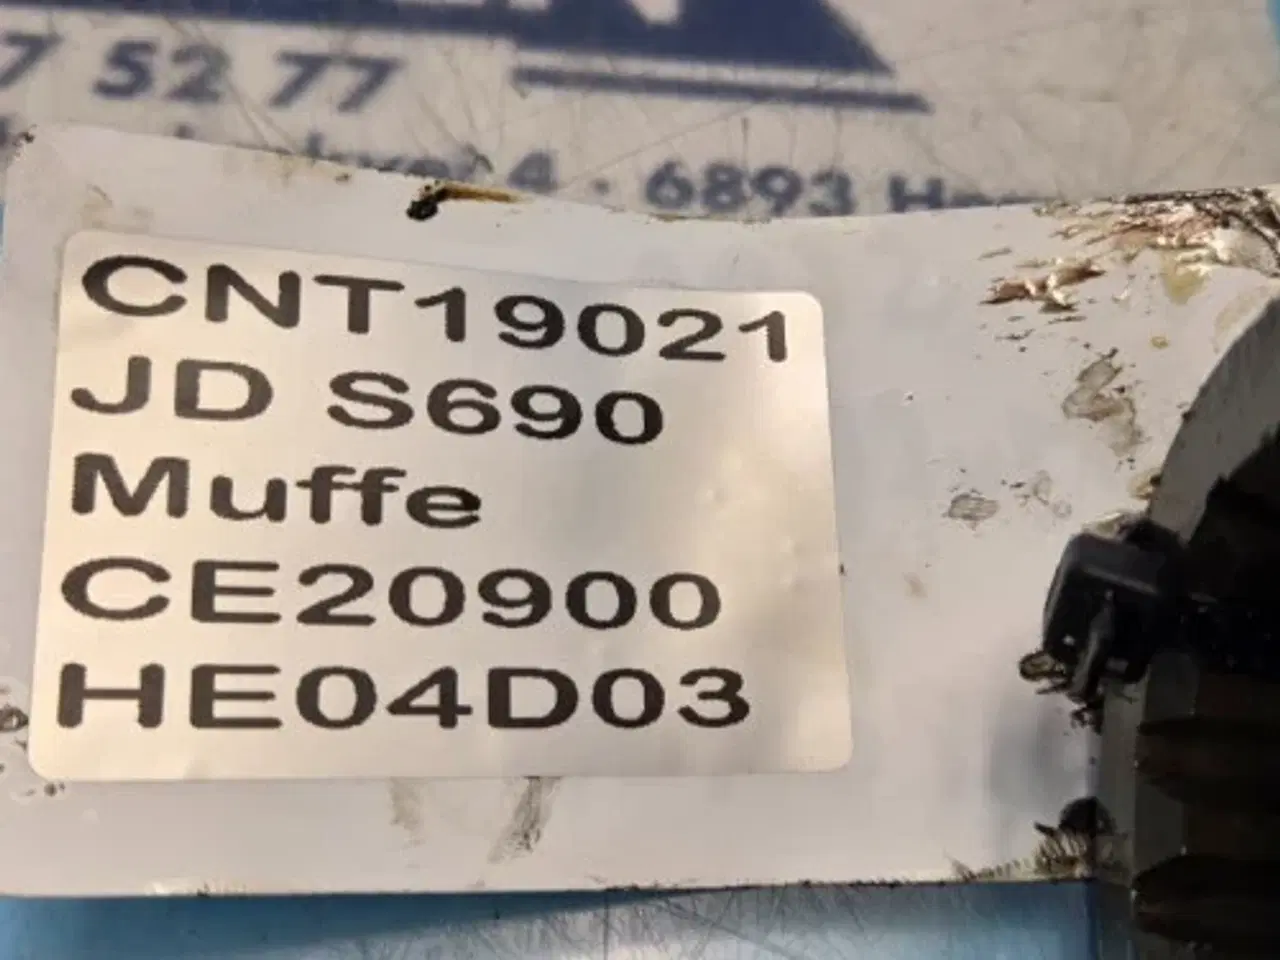 7 52 77
4 · 6893
CNT19021
JD S690
Muffe
CE20900
HE04D03